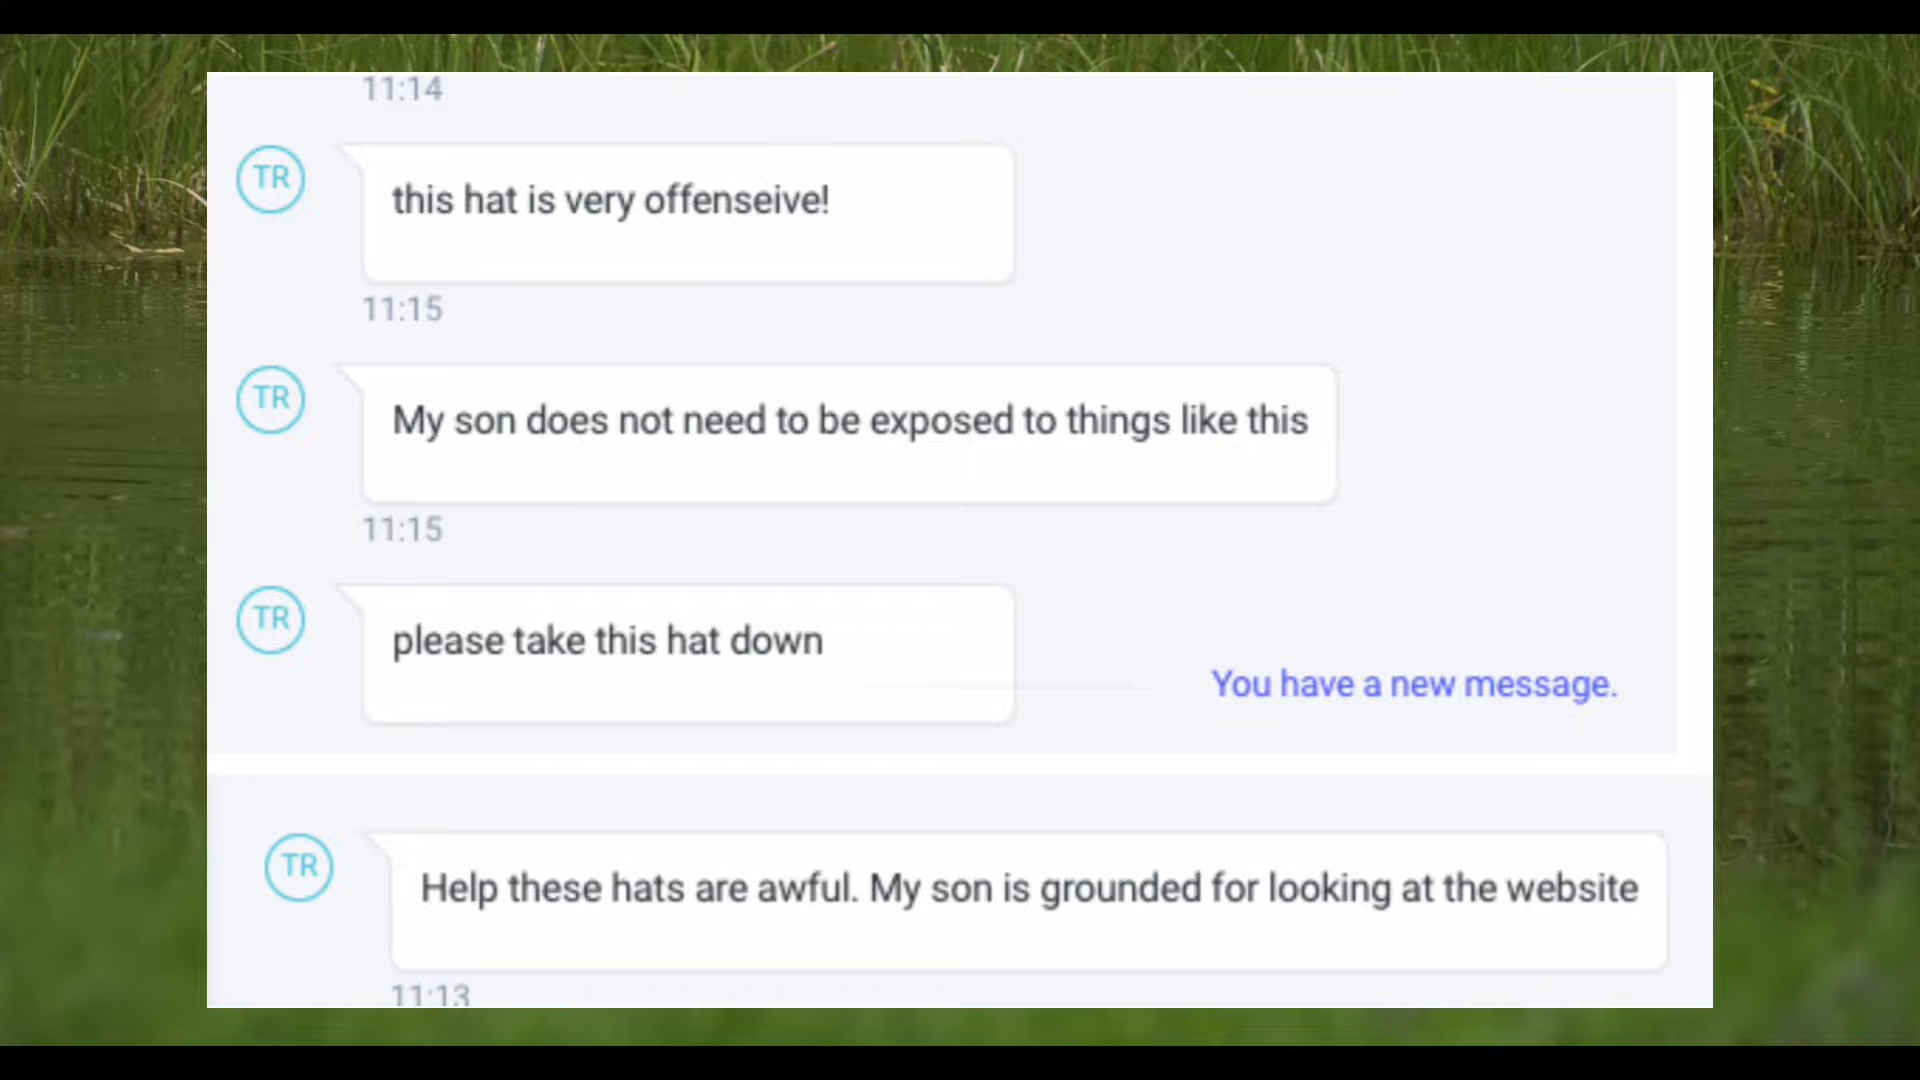 11:14
TR
this hat is very offenseive!
11:15
TR
My son does not need to be exposed to things like this
11:15
TR
please take this hat down
You have a new message.
TR
Help these hats are awful. My son is grounded for looking at the website
11:13